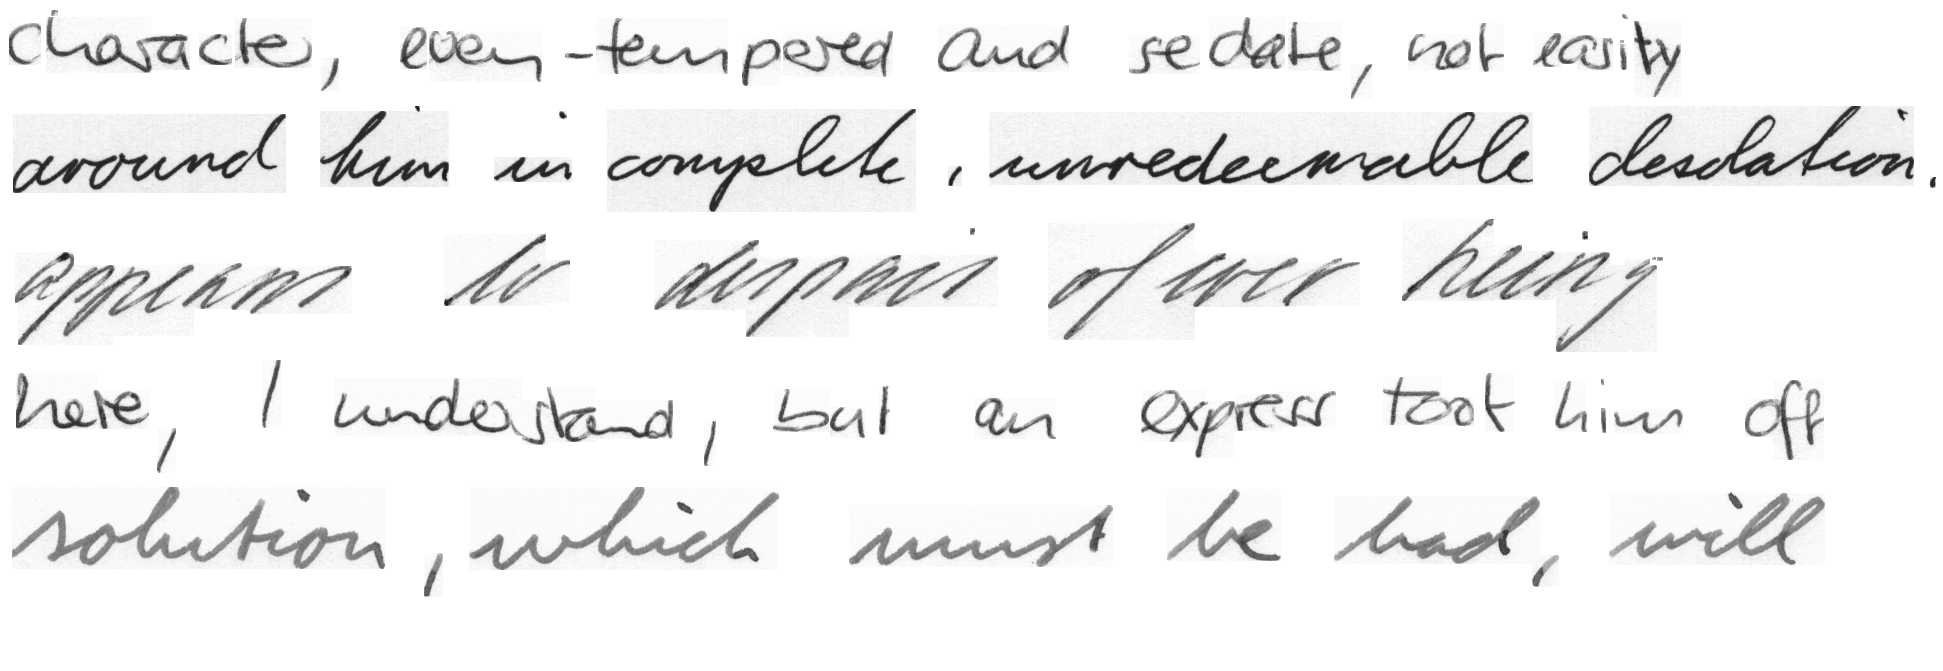 character, even-tempered and sedate, not easily
around him in complete, unredeemable desolation.
appears to despair of ever being
here, I understand, but an express took him off
solution, which must be had, will